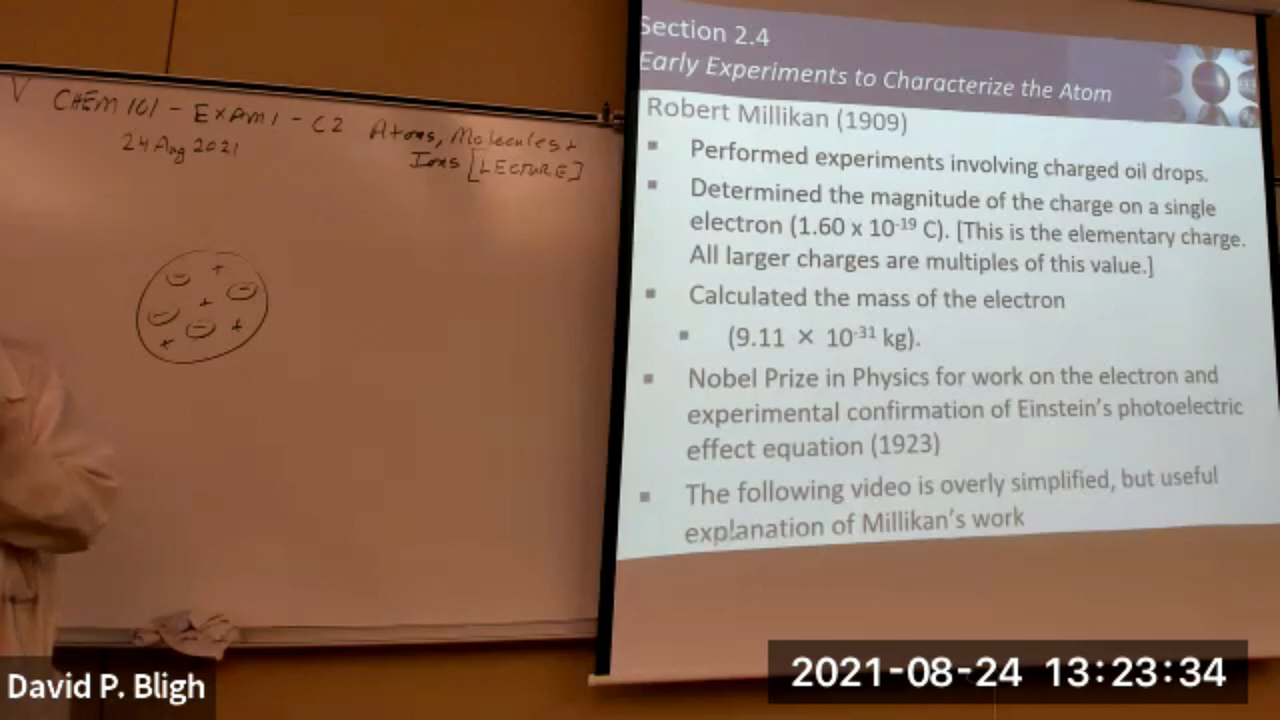 CHEM 101 - EXAM 1 - C2 Atoms, Molecules +
24 Aug 2021 Ions [LECTURE]
Section 2.4
Early Experiments to Characterize the Atom
Robert Millikan (1909)
▪ Performed experiments involving charged oil drops.
▪ Determined the magnitude of the charge on a single
electron (1.60 x 10⁻¹⁹ C). [This is the elementary charge.
All larger charges are multiples of this value.]
▪ Calculated the mass of the electron
▪ (9.11 × 10⁻³¹ kg).
▪ Nobel Prize in Physics for work on the electron and
experimental confirmation of Einstein's photoelectric
effect equation (1923)
▪ The following video is overly simplified, but useful
explanation of Millikan's work
David P. Bligh
2021-08-24 13:23:34